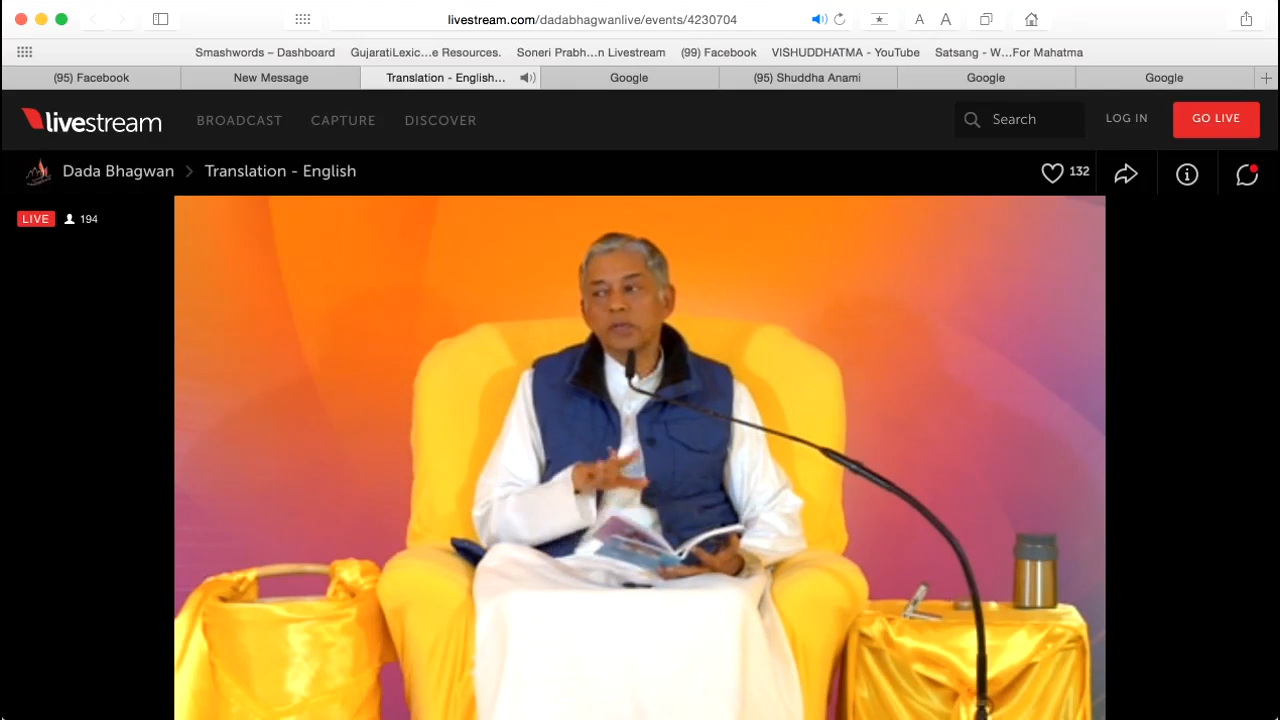 livestream.com/dadabhagwanlive/events/4230704
A A
Smashwords – Dashboard GujaratiLexic...e Resources. Soneri Prabh...n Livestream (99) Facebook VISHUDDHATMA - YouTube Satsang - W...For Mahatma
(95) Facebook New Message Translation - English... Google (95) Shuddha Anami Google Google
livestream BROADCAST CAPTURE DISCOVER Search LOG IN GO LIVE
Dada Bhagwan Translation - English 132
LIVE 194